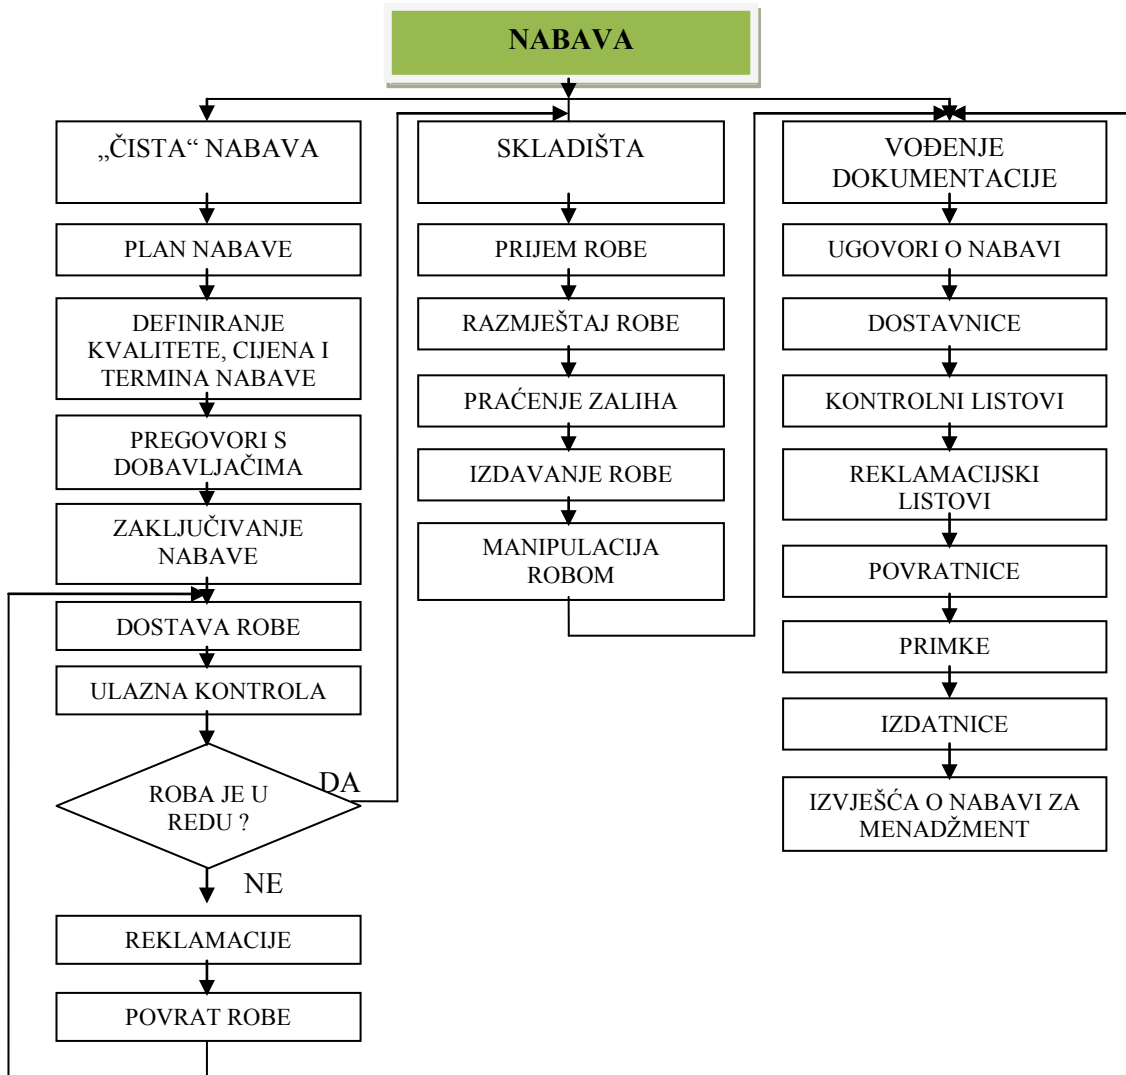 NABAVA
„ČISTA“ NABAVA
PLAN NABAVE
DEFINIRANJE
KVALITETE, CIJENA I
TERMINA NABAVE
PREGOVORI S
DOBAVLJAČIMA
ZAKLJUČIVANJE
NABAVE
DOSTAVA ROBE
ULAZNA KONTROLA
ROBA JE U
REDU ?
DA
NE
REKLAMACIJE
POVRAT ROBE
SKLADIŠTA
PRIJEM ROBE
RAZMJEŠTAJ ROBE
PRAĆENJE ZALIHA
IZDAVANJE ROBE
MANIPULACIJA
ROBOM
VOĐENJE
DOKUMENTACIJE
UGOVORI O NABAVI
DOSTAVNICE
KONTROLNI LISTOVI
REKLAMACIJSKI
LISTOVI
POVRATNICE
PRIMKE
IZDATNICE
IZVJEŠĆA O NABAVI ZA
MENADŽMENT